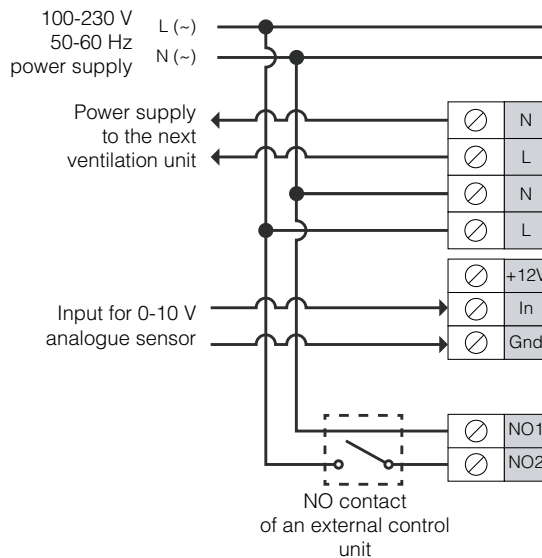 100-230 V
50-60 Hz
power supply
L (~)
N (~)
Power supply
to the next
ventilation unit
N
L
N
L
+12V
Input for 0-10 V
analogue sensor
In
Gnd
NO1
NO2
NO contact
of an external control
unit